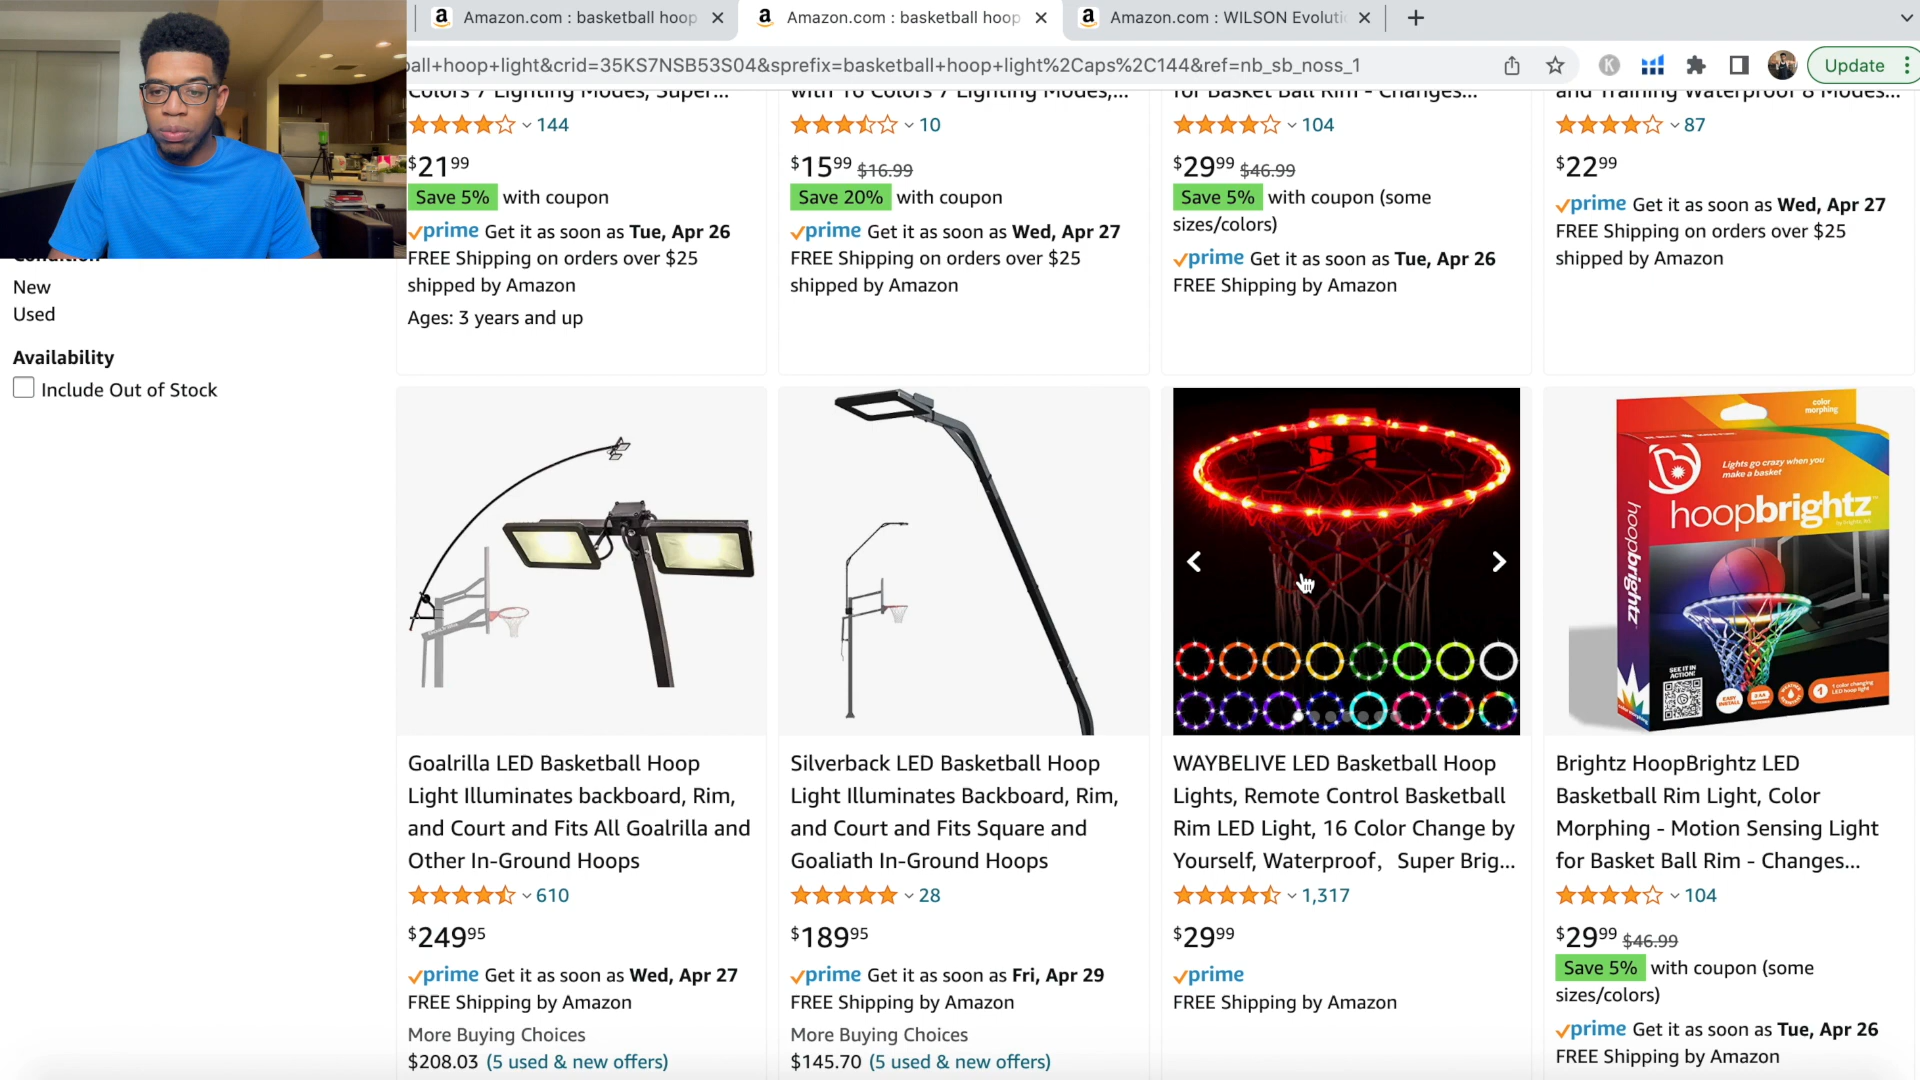 Amazon.com : basketball hoop
Amazon.com : basketball hoop
Amazon.com : WILSON Evoluti
ball+hoop+light&crid=35KS7NSB53S04&sprefix=basketball+hoop+light%2Caps%2C144&ref=nb_sb_noss_1
Update
Condition
New
Used
Availability
Include Out of Stock
Colors 7 Lighting Modes, Super...
144
$21.99
Save 5% with coupon
prime Get it as soon as Tue, Apr 26
FREE Shipping on orders over $25
shipped by Amazon
Ages: 3 years and up
with 16 Colors 7 Lighting Modes,...
10
$15.99 $16.99
Save 20% with coupon
prime Get it as soon as Wed, Apr 27
FREE Shipping on orders over $25
shipped by Amazon
for Basket Ball Rim - Changes...
104
$29.99 $46.99
Save 5% with coupon (some
sizes/colors)
prime Get it as soon as Tue, Apr 26
FREE Shipping by Amazon
and Training Waterproof 8 Modes...
87
$22.99
prime Get it as soon as Wed, Apr 27
FREE Shipping on orders over $25
shipped by Amazon
Goalrilla LED Basketball Hoop
Light Illuminates backboard, Rim,
and Court and Fits All Goalrilla and
Other In-Ground Hoops
610
$249.95
prime Get it as soon as Wed, Apr 27
FREE Shipping by Amazon
More Buying Choices
$208.03 (5 used & new offers)
Silverback LED Basketball Hoop
Light Illuminates Backboard, Rim,
and Court and Fits Square and
Goaliath In-Ground Hoops
28
$189.95
prime Get it as soon as Fri, Apr 29
FREE Shipping by Amazon
More Buying Choices
$145.70 (5 used & new offers)
WAYBELIVE LED Basketball Hoop
Lights, Remote Control Basketball
Rim LED Light, 16 Color Change by
Yourself, Waterproof，Super Brig...
1,317
$29.99
prime
FREE Shipping by Amazon
color
morphing
Lights go crazy when you
make a basket
hoopbrightz
hoopbrightz
SEE IT IN
ACTION!
1 color changing
LED hoop light
Brightz HoopBrightz LED
Basketball Rim Light, Color
Morphing - Motion Sensing Light
for Basket Ball Rim - Changes...
104
$29.99 $46.99
Save 5% with coupon (some
sizes/colors)
prime Get it as soon as Tue, Apr 26
FREE Shipping by Amazon